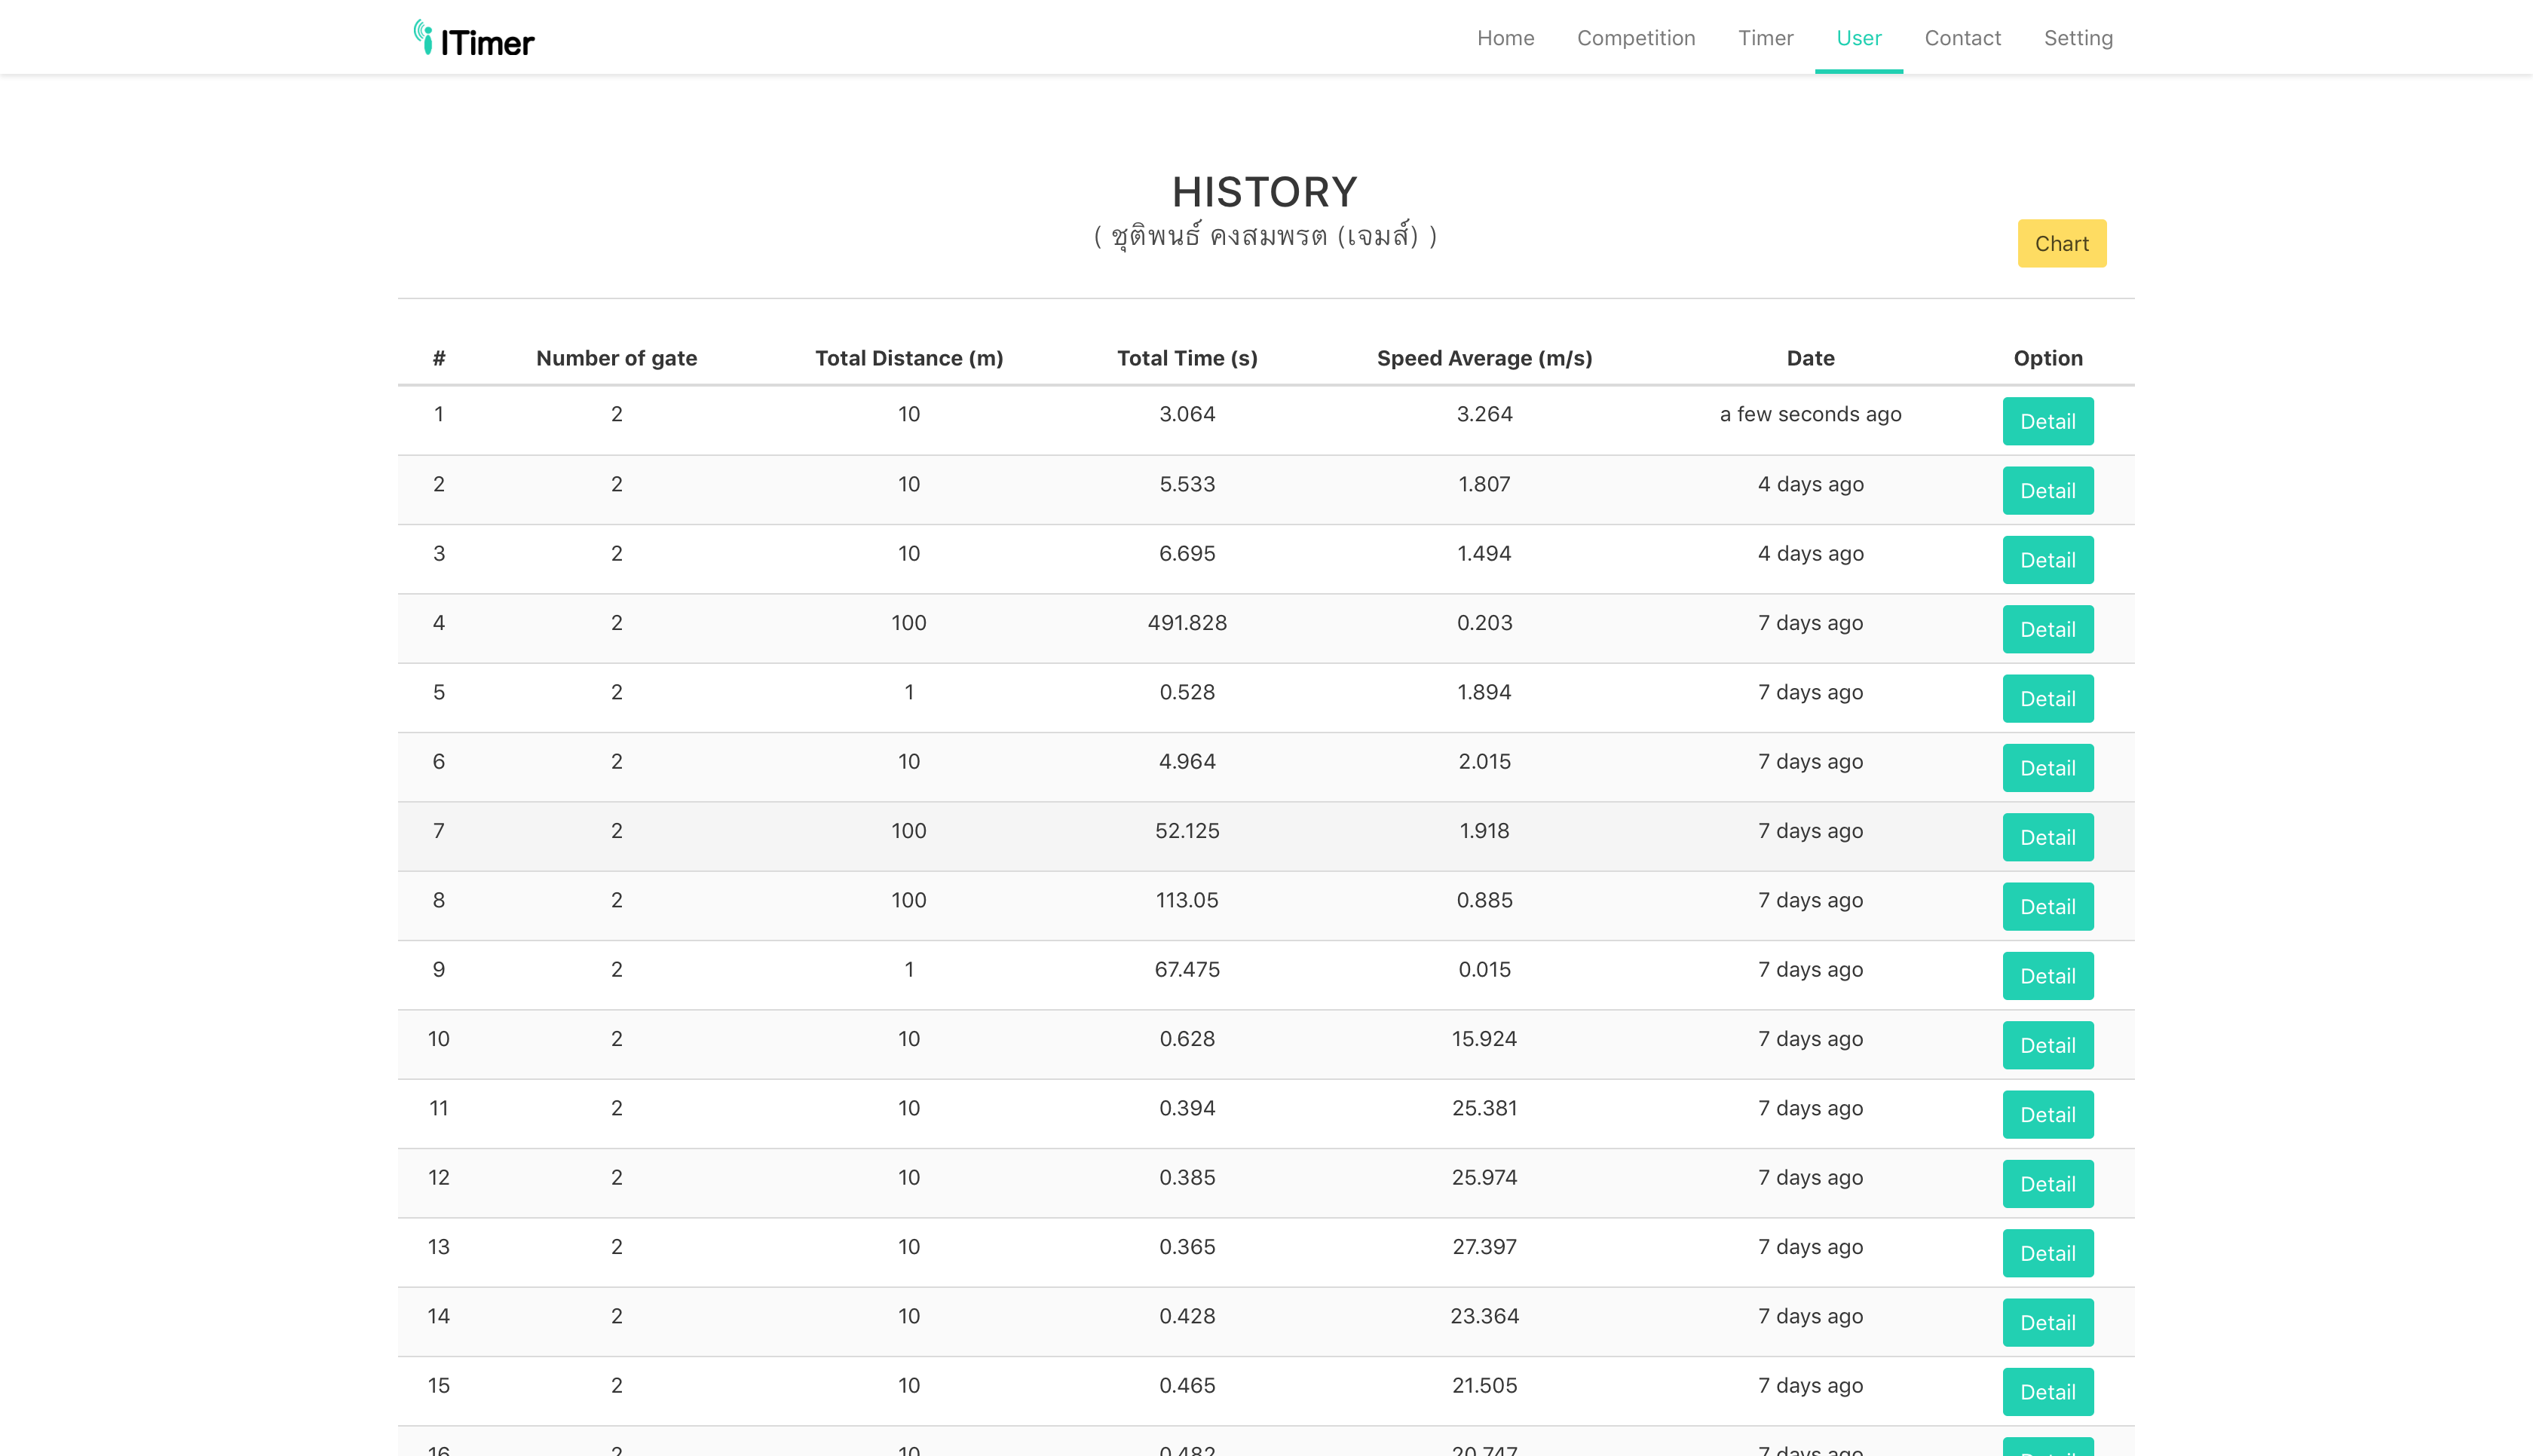 ITimer Home Competition Timer User Contact Setting
HISTORY
( ชุติพนธ์ คงสมพรต (เจมส์) )
Chart
# Number of gate Total Distance (m) Total Time (s) Speed Average (m/s) Date Option
1 2 10 3.064 3.264 a few seconds ago Detail
2 2 10 5.533 1.807 4 days ago Detail
3 2 10 6.695 1.494 4 days ago Detail
4 2 100 491.828 0.203 7 days ago Detail
5 2 1 0.528 1.894 7 days ago Detail
6 2 10 4.964 2.015 7 days ago Detail
7 2 100 52.125 1.918 7 days ago Detail
8 2 100 113.05 0.885 7 days ago Detail
9 2 1 67.475 0.015 7 days ago Detail
10 2 10 0.628 15.924 7 days ago Detail
11 2 10 0.394 25.381 7 days ago Detail
12 2 10 0.385 25.974 7 days ago Detail
13 2 10 0.365 27.397 7 days ago Detail
14 2 10 0.428 23.364 7 days ago Detail
15 2 10 0.465 21.505 7 days ago Detail
16 2 10 0.482 20.747 7 days ago Detail